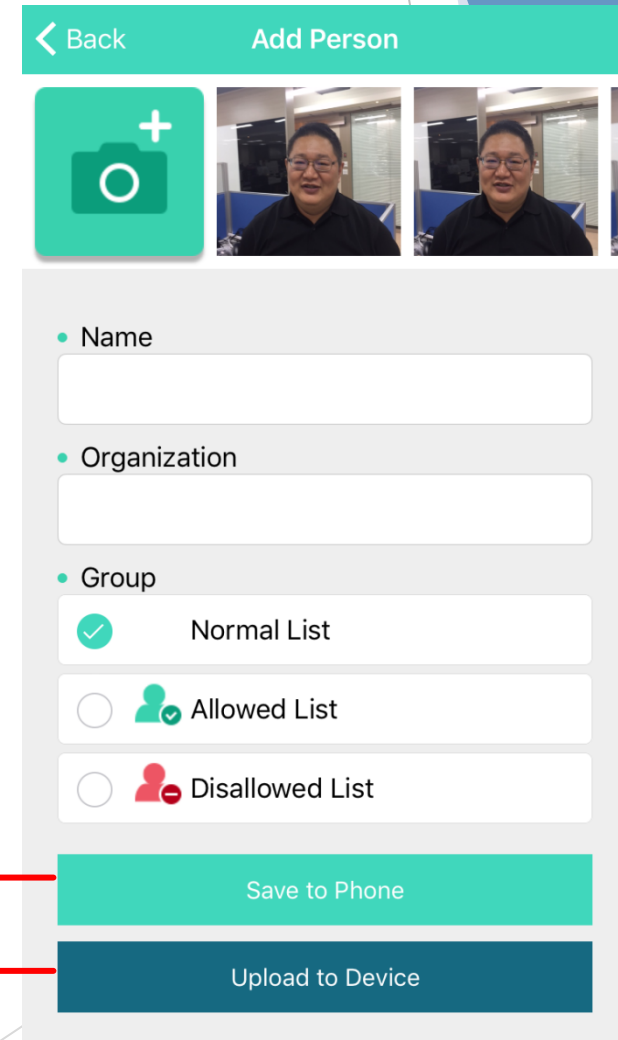 Back
Add Person
Name
Organization
Group
Normal List
Allowed List
Disallowed List
Save to Phone
Upload to Device